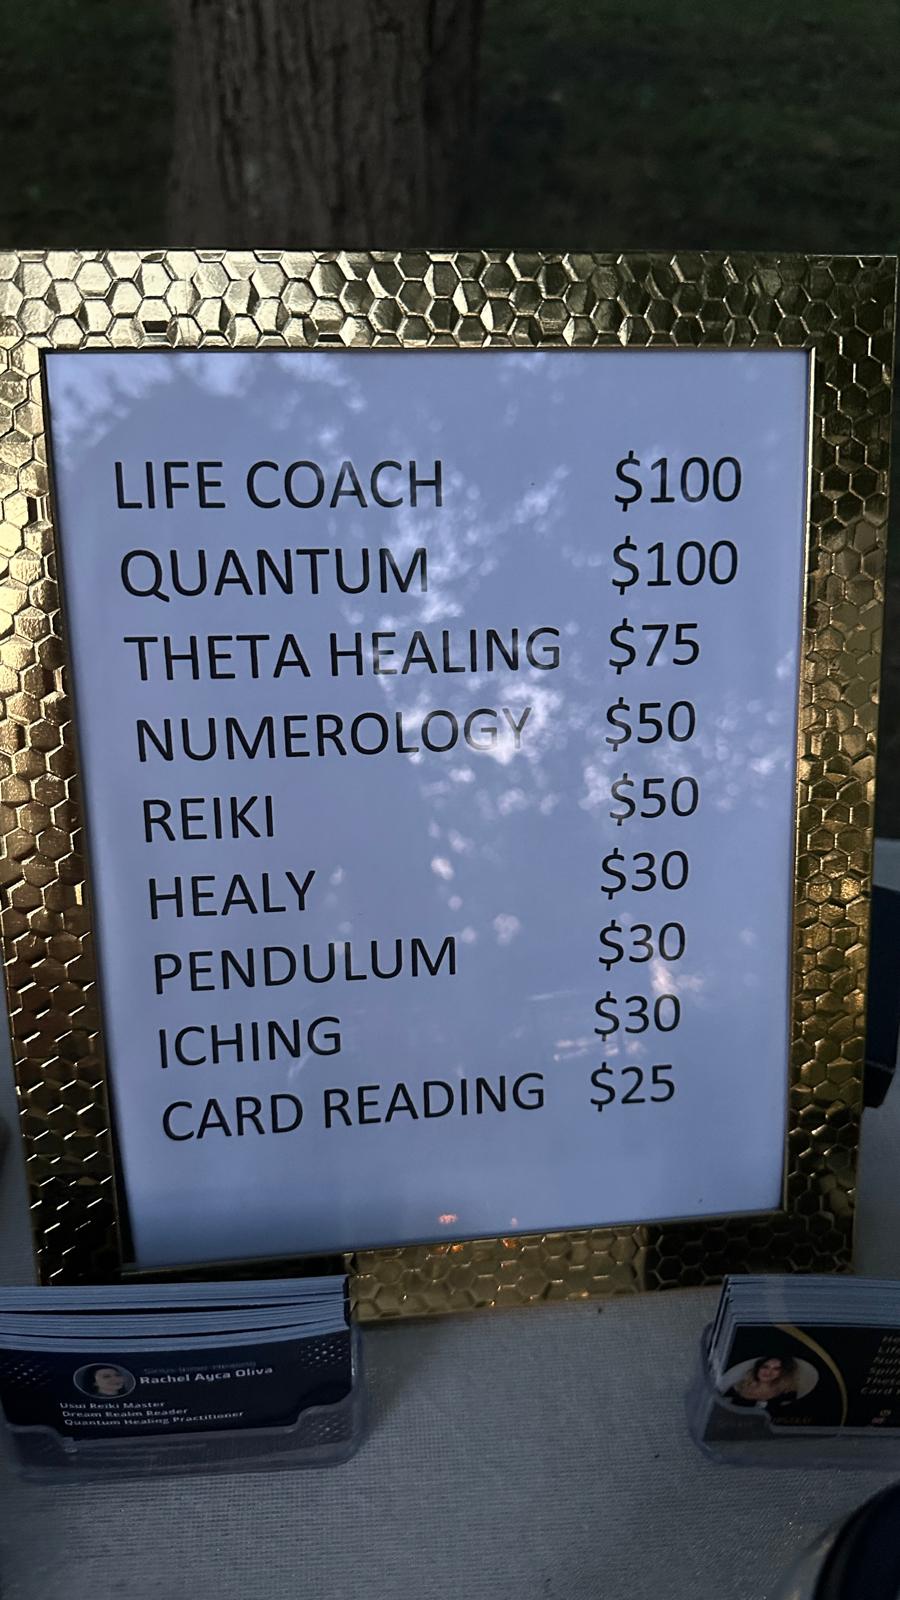 LIFE COACH $100
QUANTUM $100
THETA HEALING $75
NUMEROLOGY $50
REIKI $50
HEALY $30
PENDULUM $30
ICHING $30
CARD READING $25
Rachel Ayca Oliva
Usui Reiki Master
Dream Realm Reader
Quantum Healing Practitioner